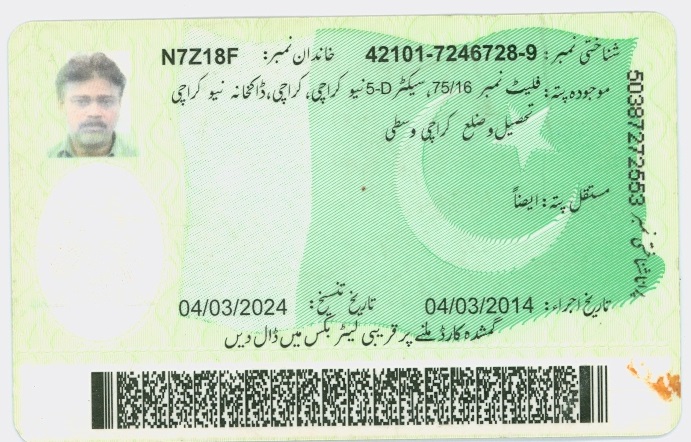 شناختی نمبر: 42101-7246728-9 خاندان نمبر: N7Z18F
موجودہ پتہ: فلیٹ نمبر 75/16، سیکٹر 5-D نیو کراچی، کراچی، ڈاکخانہ نیو کراچی
تحصیل و ضلع کراچی وسطی
مستقل پتہ: ایضاً
تاریخ اجراء: 04/03/2014 تاریخ تنسیخ: 04/03/2024
گمشدہ کارڈ ملنے پر قریبی لیٹر بکس میں ڈال دیں
50387272553